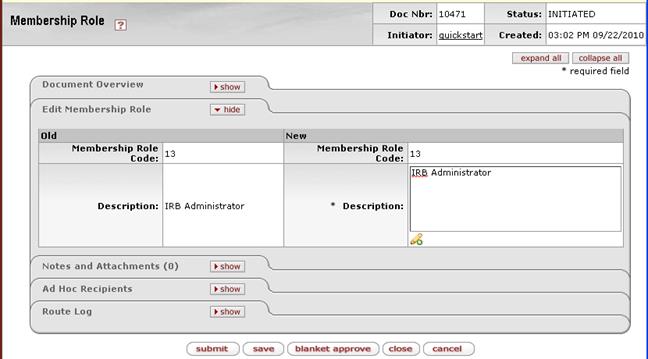 Membership Role ?
Doc Nbr: 10471 Status: INITIATED
Initiator: quickstart Created: 03:02 PM 09/22/2010
expand all collapse all
* required field
Document Overview show
Edit Membership Role hide
Old New
Membership Role Code: 13 Membership Role Code: 13
Description: IRB Administrator * Description: IRB Administrator
Notes and Attachments (0) show
Ad Hoc Recipients show
Route Log show
submit save blanket approve close cancel